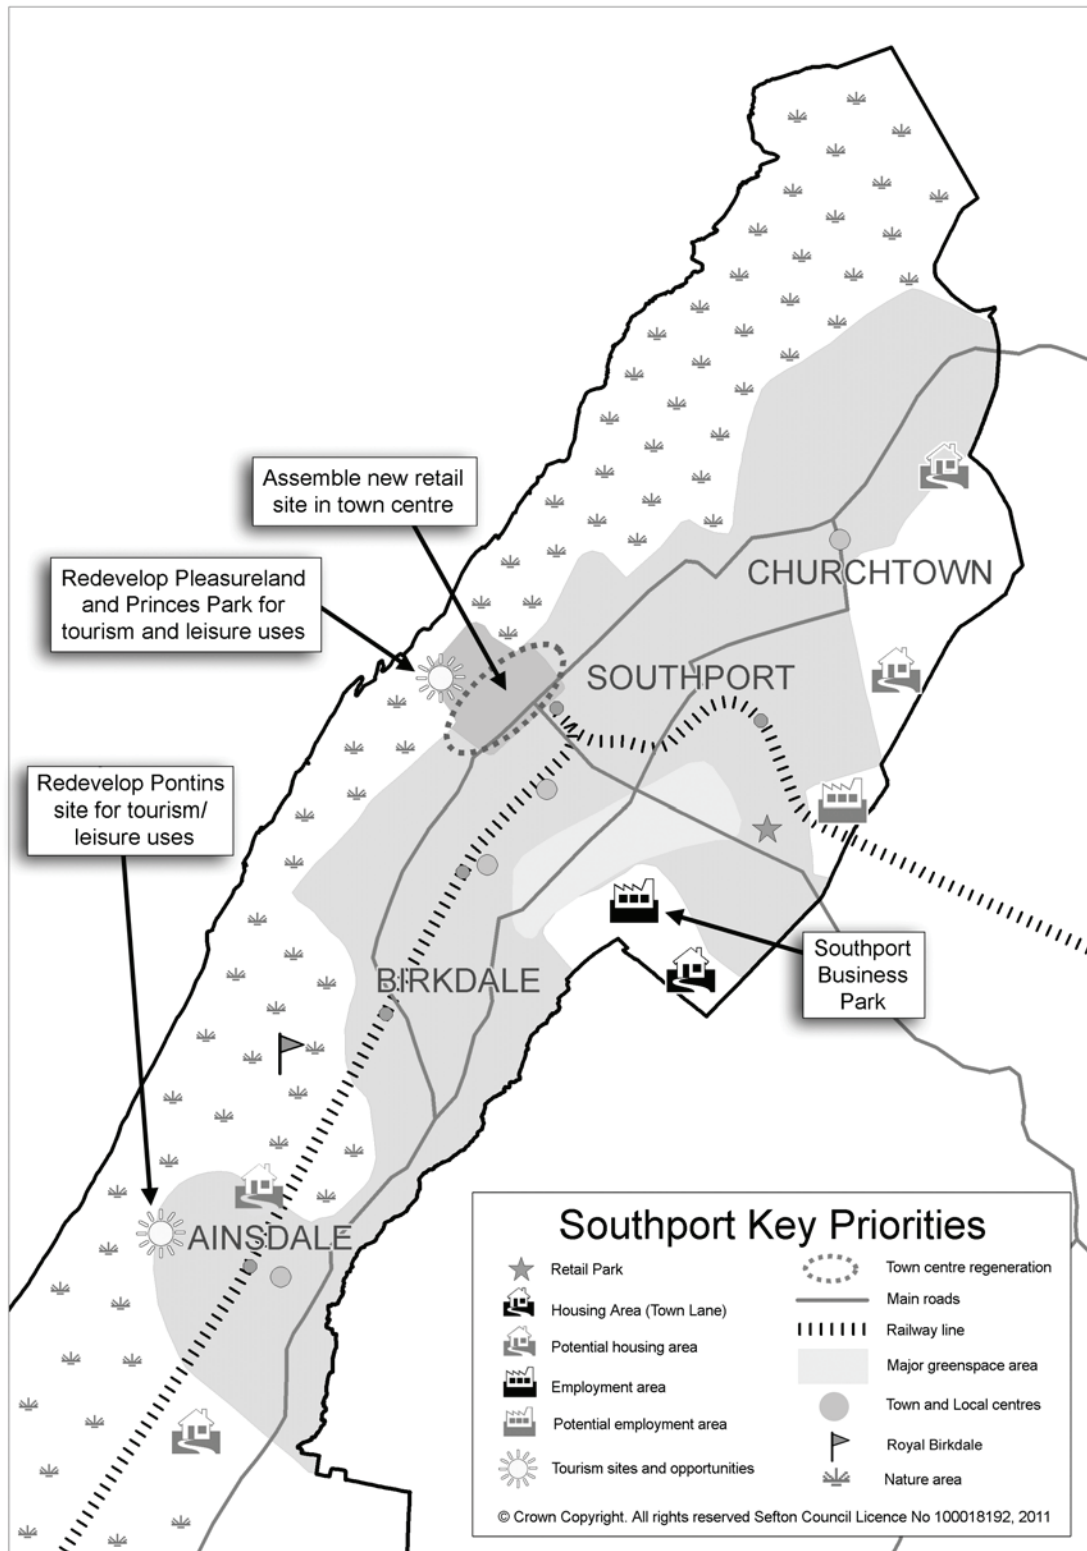 Assemble new retail
site in town centre
Redevelop Pleasureland
and Princes Park for
tourism and leisure uses
CHURCHTOWN
SOUTHPORT
Redevelop Pontins
site for tourism/
leisure uses
BIRKDALE
Southport
Business
Park
AINSDALE
Southport Key Priorities
Retail Park
Housing Area (Town Lane)
Potential housing area
Employment area
Potential employment area
Tourism sites and opportunities
Town centre regeneration
Main roads
Railway line
Major greenspace area
Town and Local centres
Royal Birkdale
Nature area
© Crown Copyright. All rights reserved Sefton Council Licence No 100018192, 2011